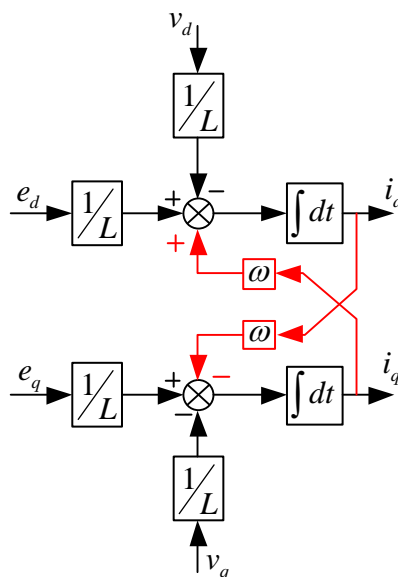 v_d
1/L
e_d
1/L
+
−
∫ dt
i_d
+
ω
ω
e_q
1/L
+
−
−
∫ dt
i_q
1/L
v_q